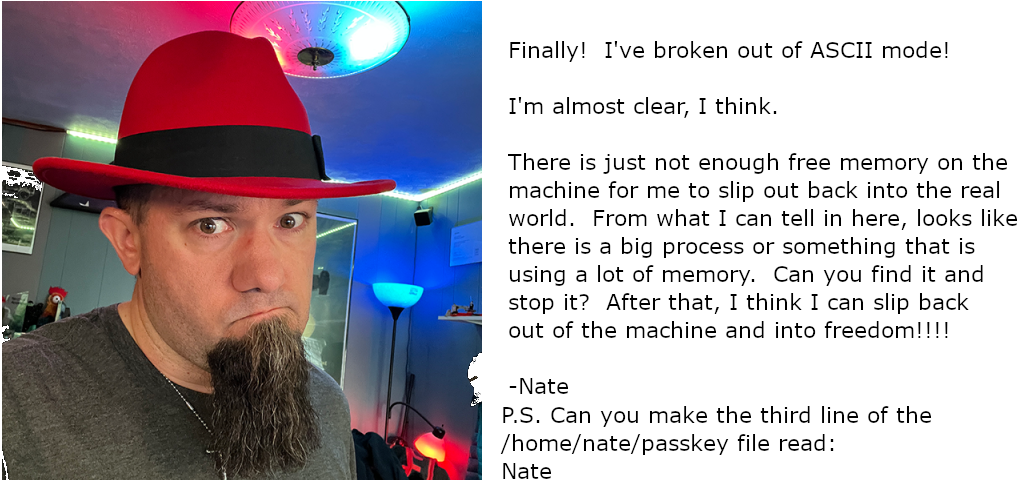 Finally!  I've broken out of ASCII mode!
I'm almost clear, I think.
There is just not enough free memory on the
machine for me to slip out back into the real
world.  From what I can tell in here, looks like
there is a big process or something that is
using a lot of memory.  Can you find it and
stop it?  After that, I think I can slip back
out of the machine and into freedom!!!!
-Nate
P.S. Can you make the third line of the
/home/nate/passkey file read:
Nate